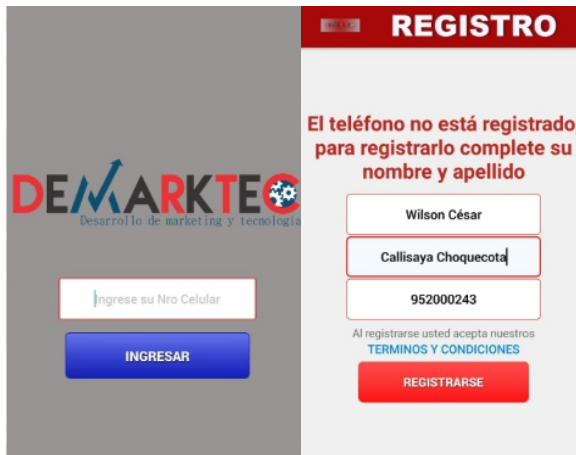 DEMARKTEC
Desarrollo de marketing y tecnologia
Ingrese su Nro Celular
INGRESAR
REGISTRO
El teléfono no está registrado
para registrarlo complete su
nombre y apellido
Wilson César
Callisaya Choquecota
952000243
Al registrarse usted acepta nuestros
TERMINOS Y CONDICIONES
REGISTRARSE